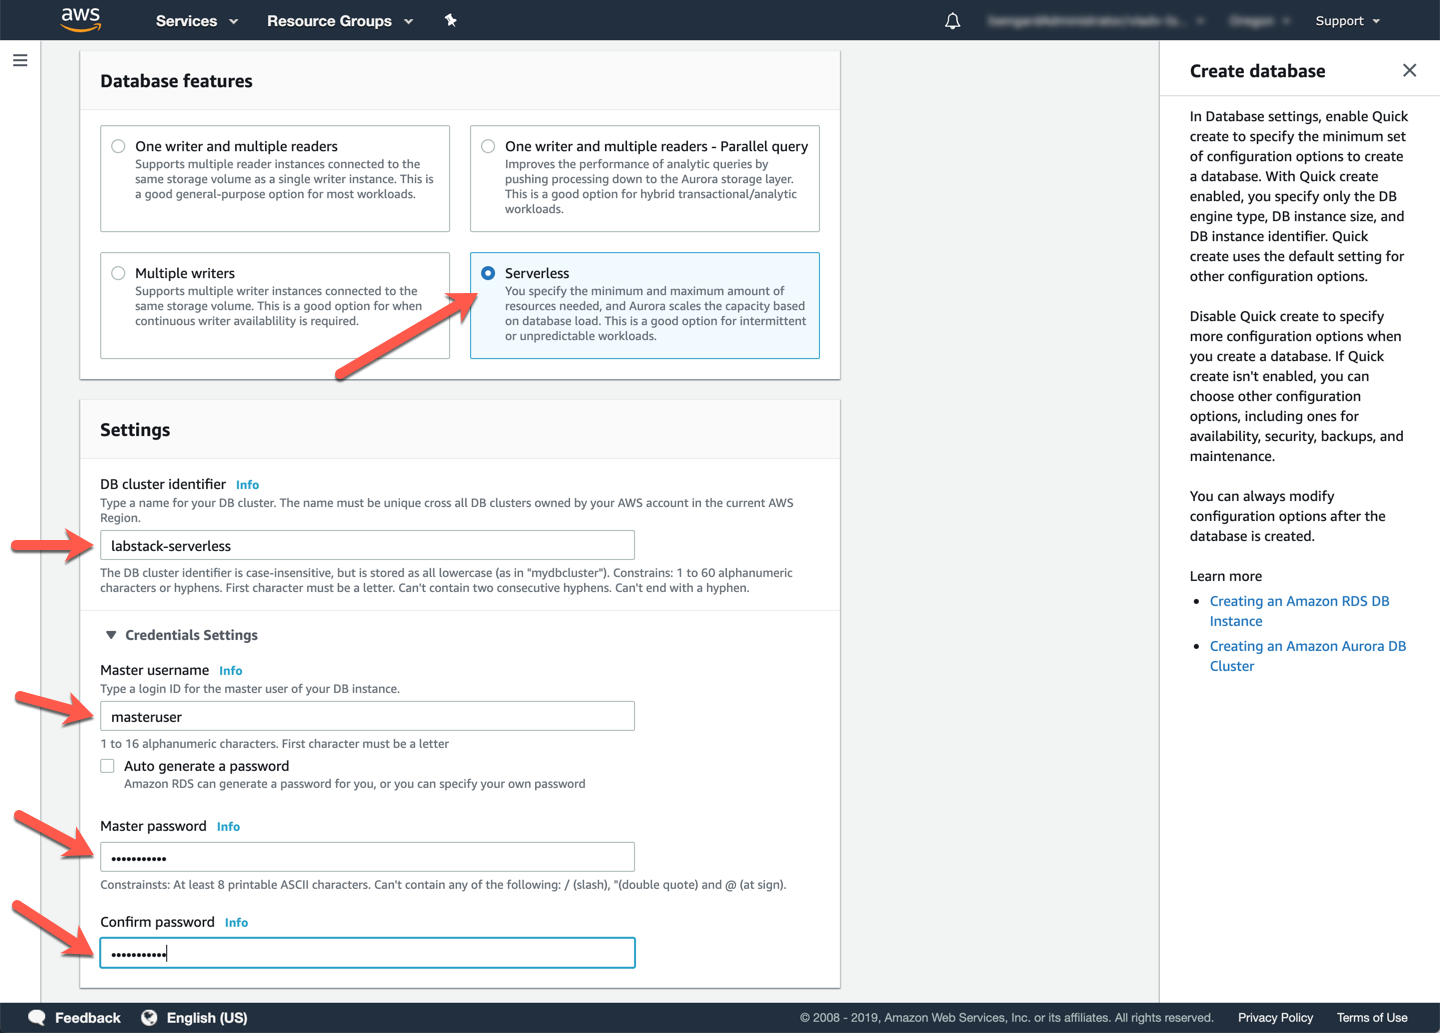 aws
Services
Resource Groups
Oregon
Support
Database features
One writer and multiple readers
Supports multiple reader instances connected to the
same storage volume as a single writer instance. This is
a good general-purpose option for most workloads.
One writer and multiple readers - Parallel query
Improves the performance of analytic queries by
pushing processing down to the Aurora storage layer.
This is a good option for hybrid transactional/analytic
workloads.
Multiple writers
Supports multiple writer instances connected to the
same storage volume. This is a good option for when
continuous writer availablility is required.
Serverless
You specify the minimum and maximum amount of
resources needed, and Aurora scales the capacity based
on database load. This is a good option for intermittent
or unpredictable workloads.
Settings
DB cluster identifier Info
Type a name for your DB cluster. The name must be unique cross all DB clusters owned by your AWS account in the current AWS
Region.
labstack-serverless
The DB cluster identifier is case-insensitive, but is stored as all lowercase (as in "mydbcluster"). Constrains: 1 to 60 alphanumeric
characters or hyphens. First character must be a letter. Can't contain two consecutive hyphens. Can't end with a hyphen.
Credentials Settings
Master username Info
Type a login ID for the master user of your DB instance.
masteruser
1 to 16 alphanumeric characters. First character must be a letter
Auto generate a password
Amazon RDS can generate a password for you, or you can specify your own password
Master password Info
•••••••••••
Constrainsts: At least 8 printable ASCII characters. Can't contain any of the following: / (slash), "(double quote) and @ (at sign).
Confirm password Info
•••••••••••
Create database
In Database settings, enable Quick
create to specify the minimum set
of configuration options to create
a database. With Quick create
enabled, you specify only the DB
engine type, DB instance size, and
DB instance identifier. Quick
create uses the default setting for
other configuration options.
Disable Quick create to specify
more configuration options when
you create a database. If Quick
create isn't enabled, you can
choose other configuration
options, including ones for
availability, security, backups, and
maintenance.
You can always modify
configuration options after the
database is created.
Learn more
• Creating an Amazon RDS DB
Instance
• Creating an Amazon Aurora DB
Cluster
Feedback
English (US)
© 2008 - 2019, Amazon Web Services, Inc. or its affiliates. All rights reserved.
Privacy Policy
Terms of Use